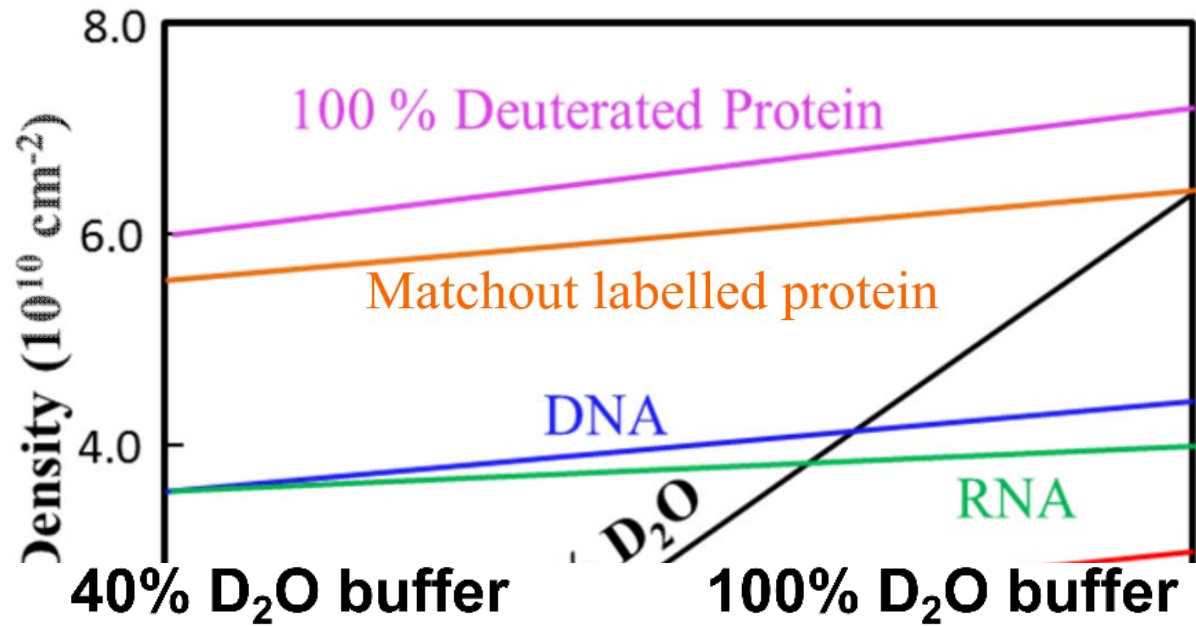 8.0
100 % Deuterated Protein
6.0
Matchout labelled protein
DNA
4.0
RNA
D₂O
(10¹⁰ cm⁻²)
40% D₂O buffer
100% D₂O buffer